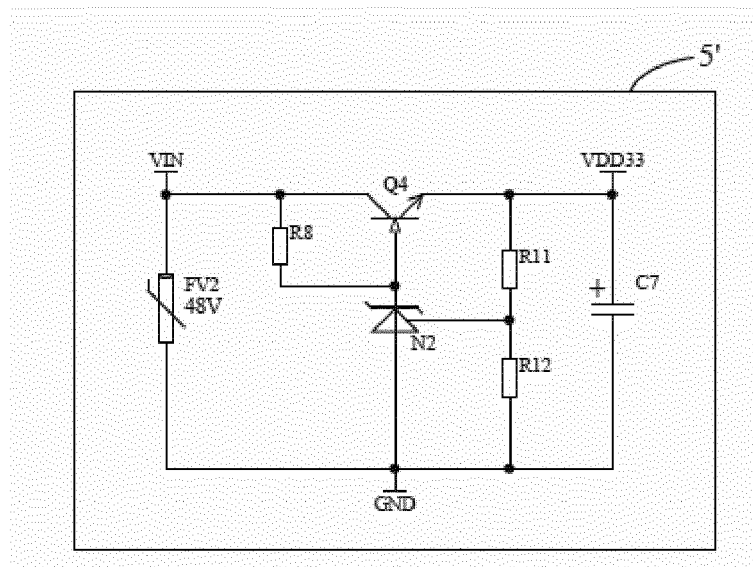 5'
VIN
VDD33
Q4
R8
R11
C7
FV2
48V
+
N2
R12
GND